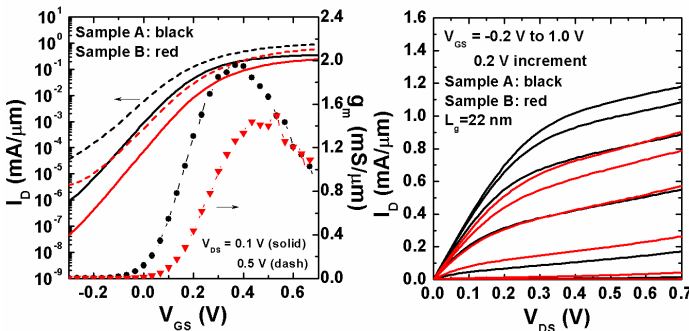 Sample A: black
Sample B: red
10¹
10⁰
10⁻¹
10⁻²
10⁻³
10⁻⁴
10⁻⁵
10⁻⁶
10⁻⁷
10⁻⁸
10⁻⁹
I_D (mA/μm)
V_DS = 0.1 V (solid)
0.5 V (dash)
-0.2 0.0 0.2 0.4 0.6
V_GS (V)
2.4
2.0
1.6
1.2
0.8
0.4
0.0
g_m (mS/μm)
V_GS = -0.2 V to 1.0 V
0.2 V increment
Sample A: black
Sample B: red
L_g=22 nm
1.6
1.4
1.2
1.0
0.8
0.6
0.4
0.2
0.0
I_D (mA/μm)
0.0 0.1 0.2 0.3 0.4 0.5 0.6 0.7
V_DS (V)